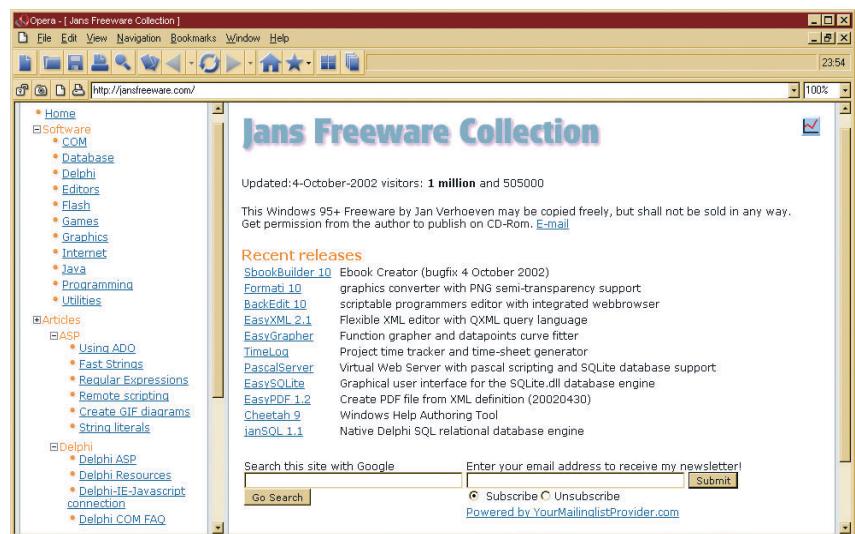 Opera - [ Jans Freeware Collection ]
File Edit View Navigation Bookmarks Window Help
23:54
http://jansfreeware.com/
100%
Home
Software
COM
Database
Delphi
Editors
Flash
Games
Graphics
Internet
Java
Programming
Utilities
Articles
ASP
Using ADO
Fast Strings
Regular Expressions
Remote scripting
Create GIF diagrams
String literals
Delphi
Delphi ASP
Delphi Resources
Delphi-IE-Javascript
connection
Delphi COM FAQ
Jans Freeware Collection
Updated:4-October-2002 visitors: 1 million and 505000
This Windows 95+ Freeware by Jan Verhoeven may be copied freely, but shall not be sold in any way.
Get permission from the author to publish on CD-Rom. E-mail
Recent releases
SbookBuilder 10 Ebook Creator (bugfix 4 October 2002)
Formati 10 graphics converter with PNG semi-transparency support
BackEdit 10 scriptable programmers editor with integrated webbrowser
EasyXML 2.1 Flexible XML editor with QXML query language
EasyGrapher Function grapher and datapoints curve fitter
TimeLog Project time tracker and time-sheet generator
PascalServer Virtual Web Server with pascal scripting and SQLite database support
EasySQLite Graphical user interface for the SQLite.dll database engine
EasyPDF 1.2 Create PDF file from XML definition (20020430)
Cheetah 9 Windows Help Authoring Tool
janSQL 1.1 Native Delphi SQL relational database engine
Search this site with Google
Go Search
Enter your email address to receive my newsletter!
Submit
Subscribe Unsubscribe
Powered by YourMailinglistProvider.com